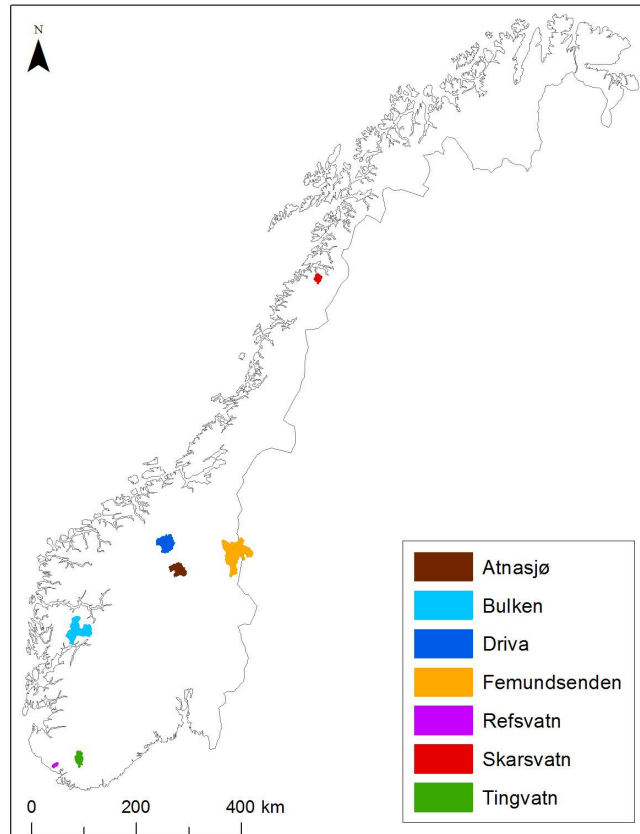 N
Atnasjø
Bulken
Driva
Femundsenden
Refsvatn
Skarsvatn
Tingvatn
0 200 400 km